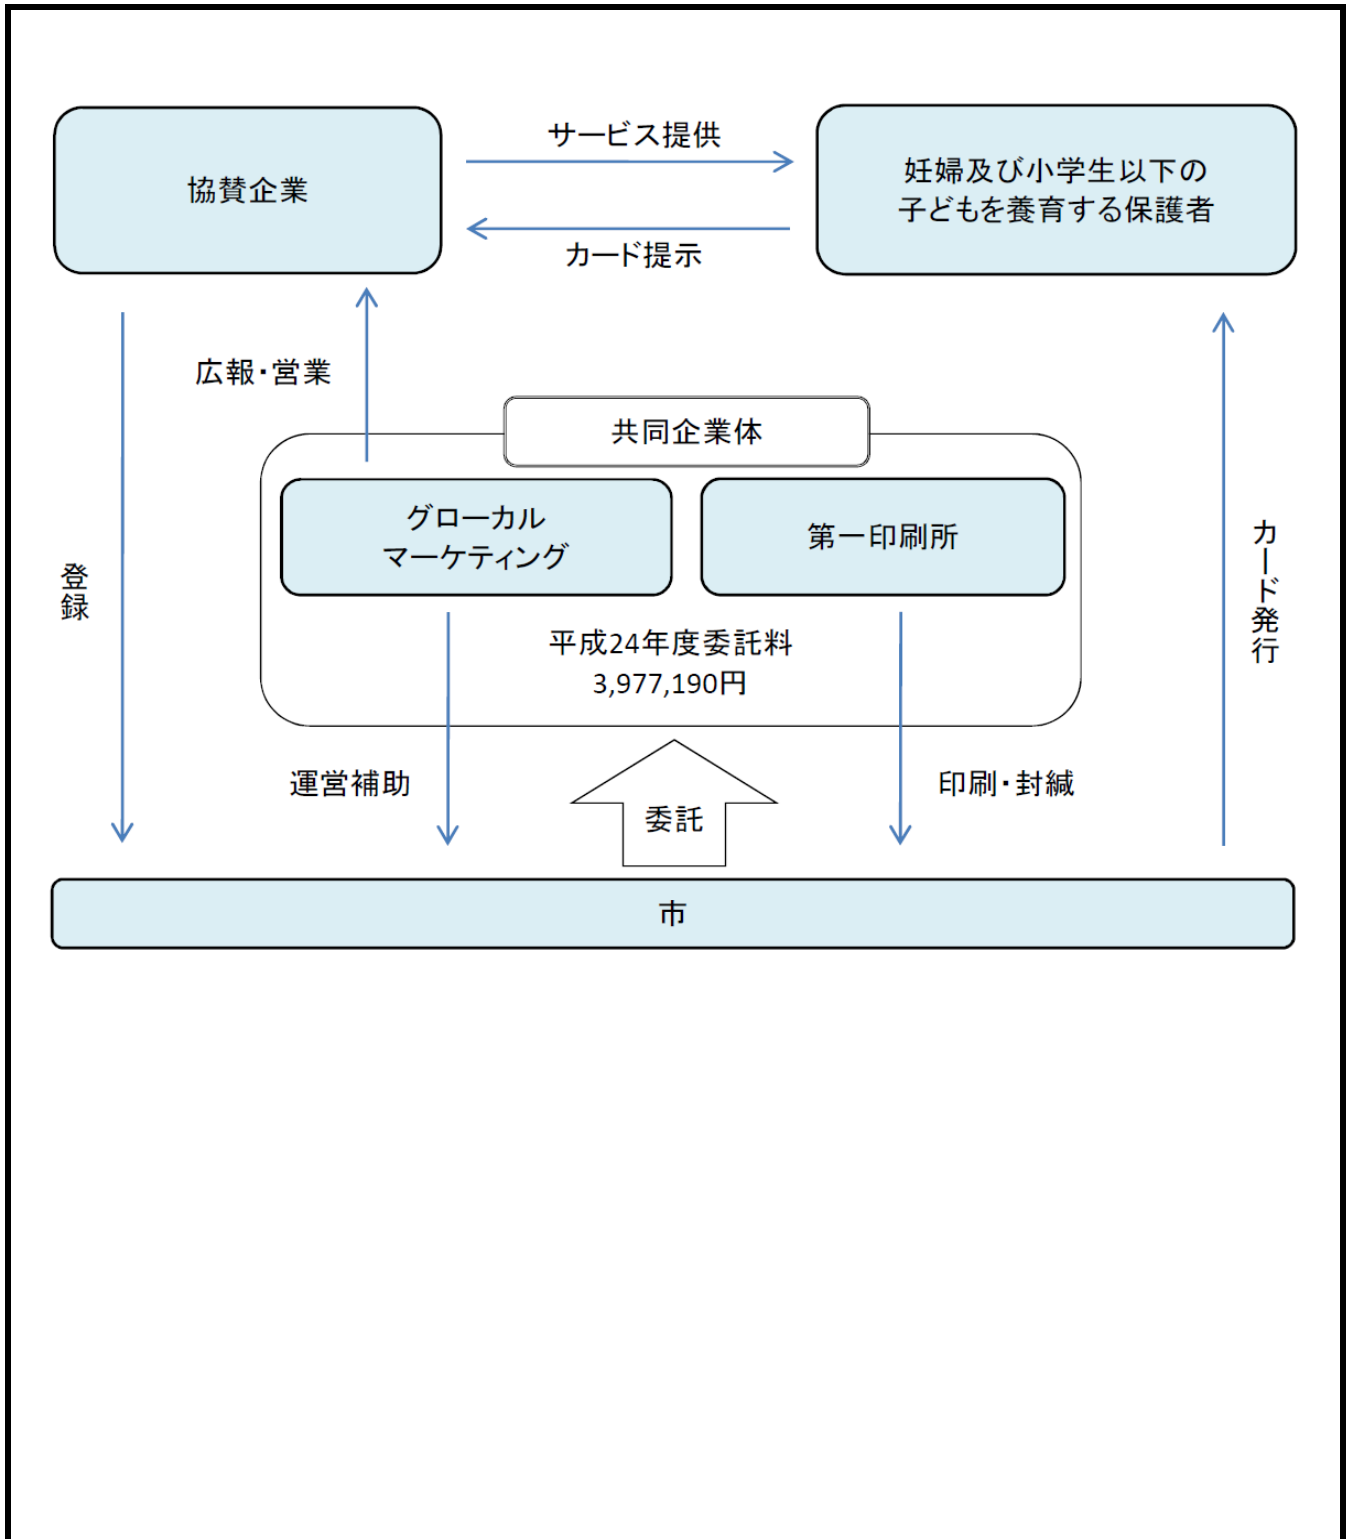 サービス提供
協賛企業
妊婦及び小学生以下の
子どもを養育する保護者
カード提示
広報・営業
共同企業体
グローカル
マーケティング
第一印刷所
登録
カード発行
平成24年度委託料
3,977,190円
運営補助
委託
印刷・封緘
市